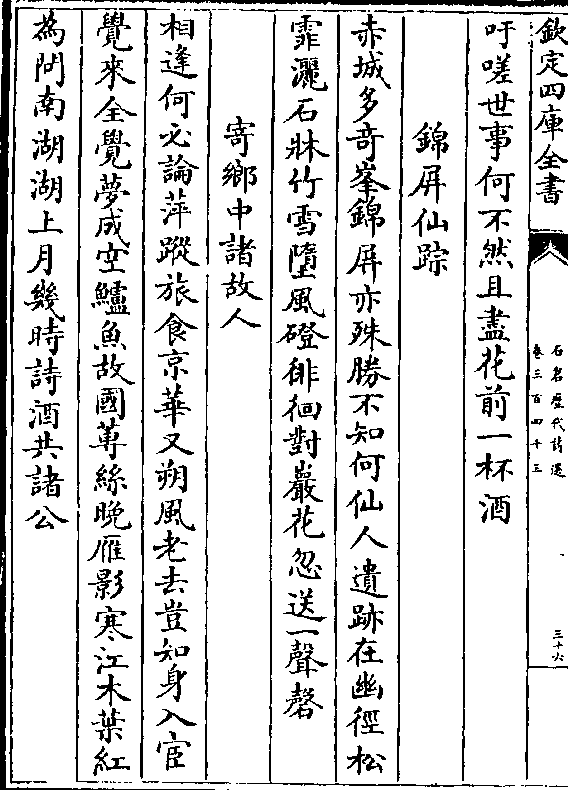 欽定四庫全書
石倉歷代詩選
卷三百四十三
三十六
吁嗟世事何不然且盡花前一杯酒
錦屏仙踪
赤城多奇峯錦屏亦殊勝不知何仙人遺跡在幽徑松
霏灑石牀竹雪墮風磴徘徊對巖花忽送一聲磬
寄鄉中諸故人
相逢何必論萍蹤旅食京華又朔風老去豈知身入宦
覺來全覺夢成空鱸魚故國蓴絲晚雁影寒江木葉紅
為問南湖湖上月幾時詩酒共諸公